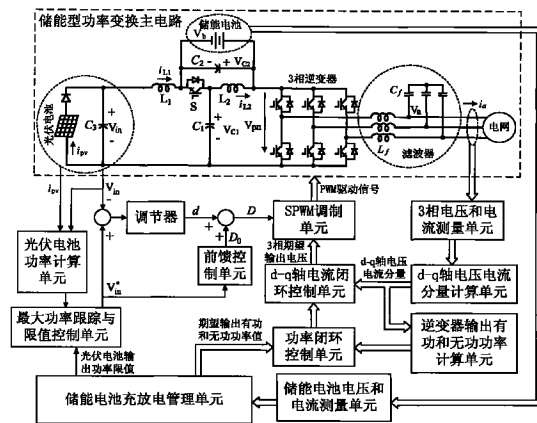 储能型功率变换主电路
储能电池
V_b
C_2
V_C2
i_L1
L_1
S
L_2
i_L2
3相逆变器
光伏电池
i_pv
C_3
V_in
C_1
V_C1
V_pn
C_f
V_R
L_f
滤波器
i_a
电网
i_pv
V_in
PWM驱动信号
调节器
d
D
D_0
SPWM调制单元
3相电压和电流测量单元
光伏电池功率计算单元
前馈控制单元
3相期望输出电压
d-q轴电流闭环控制单元
d-q轴电压电流分量
d-q轴电压电流分量计算单元
V_in*
最大功率跟踪与限值控制单元
期望输出有功和无功功率值
功率闭环控制单元
逆变器输出有功和无功功率计算单元
光伏电池输出功率限值
储能电池充放电管理单元
储能电池电压和电流测量单元